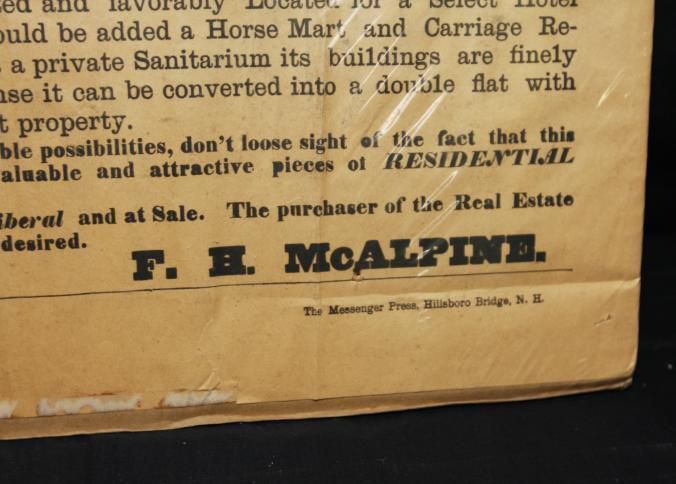 ed and favorably Located for a Select Hotel
ould be added a Horse Mart and Carriage Re-
a private Sanitarium its buildings are finely
nse it can be converted into a double flat with
t property.
ble possibilities, don't loose sight of the fact that this
aluable and attractive pieces of RESIDENTIAL
iberal and at Sale. The purchaser of the Real Estate
desired.
F. H. McALPINE.
The Messenger Press, Hillsboro Bridge, N. H.